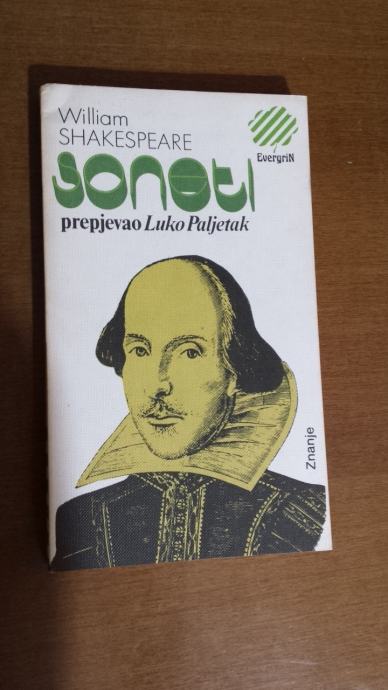 William
SHAKESPEARE
soneti
EvergriN
prepjevao Luko Paljetak
Znanje